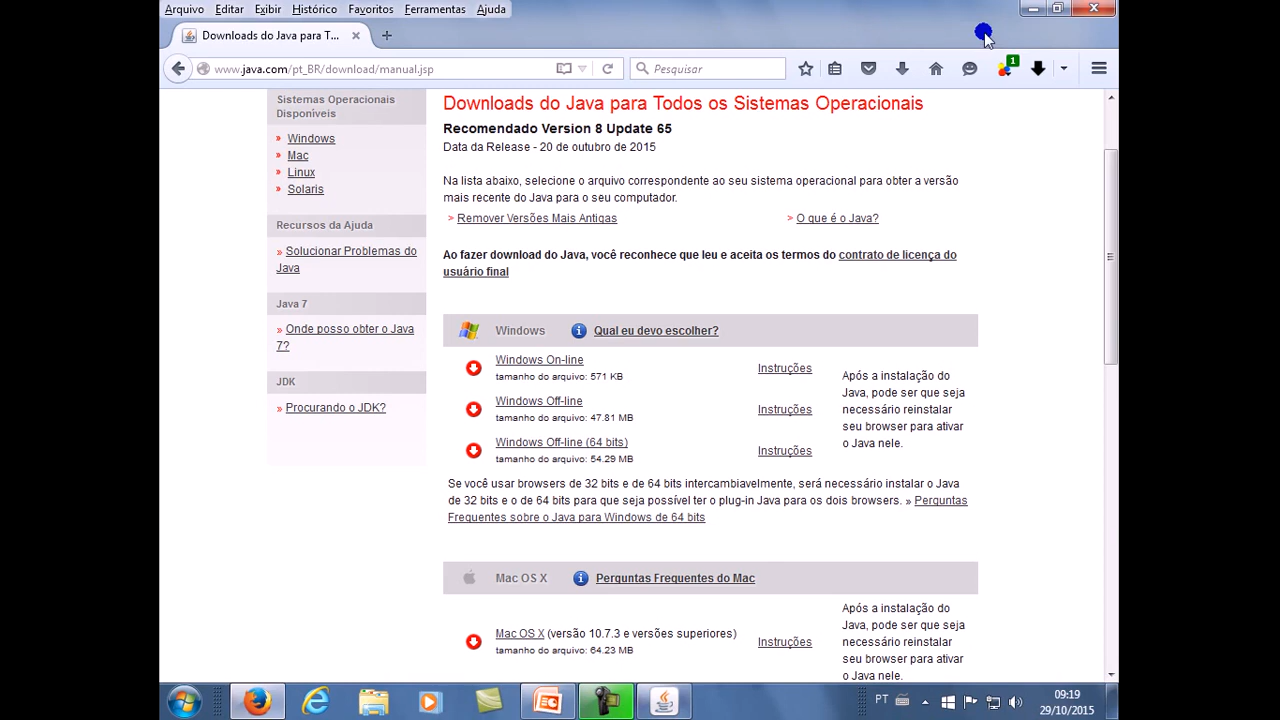 Arquivo Editar Exibir Histórico Favoritos Ferramentas Ajuda
Downloads do Java para T...
www.java.com/pt_BR/download/manual.jsp
Pesquisar
1
Sistemas Operacionais
Disponíveis
» Windows
» Mac
» Linux
» Solaris
Recursos da Ajuda
» Solucionar Problemas do
Java
Java 7
» Onde posso obter o Java
7?
JDK
» Procurando o JDK?
Downloads do Java para Todos os Sistemas Operacionais
Recomendado Version 8 Update 65
Data da Release - 20 de outubro de 2015
Na lista abaixo, selecione o arquivo correspondente ao seu sistema operacional para obter a versão
mais recente do Java para o seu computador.
> Remover Versões Mais Antigas > O que é o Java?
Ao fazer download do Java, você reconhece que leu e aceita os termos do contrato de licença do
usuário final
Windows Qual eu devo escolher?
Windows On-line
tamanho do arquivo: 571 KB
Instruções
Windows Off-line
tamanho do arquivo: 47.81 MB
Instruções
Windows Off-line (64 bits)
tamanho do arquivo: 54.29 MB
Instruções
Após a instalação do
Java, pode ser que seja
necessário reinstalar
seu browser para ativar
o Java nele.
Se você usar browsers de 32 bits e de 64 bits intercambiavelmente, será necessário instalar o Java
de 32 bits e o de 64 bits para que seja possível ter o plug-in Java para os dois browsers. » Perguntas
Frequentes sobre o Java para Windows de 64 bits
Mac OS X Perguntas Frequentes do Mac
Mac OS X (versão 10.7.3 e versões superiores)
tamanho do arquivo: 64.23 MB
Instruções
Após a instalação do
Java, pode ser que seja
necessário reinstalar
seu browser para ativar
PT
09:19
29/10/2015